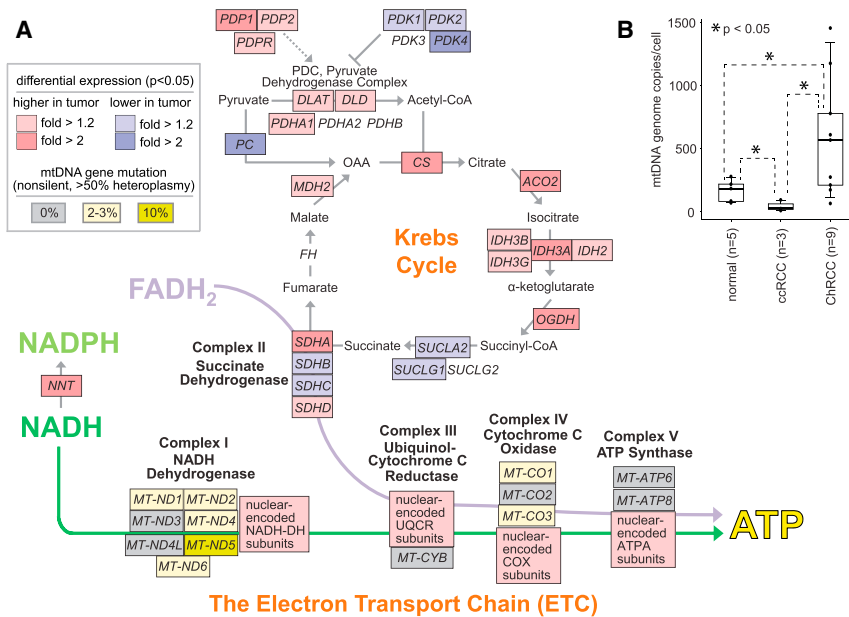 A
differential expression (p<0.05)
higher in tumor
lower in tumor
fold > 1.2
fold > 1.2
fold > 2
fold > 2
mtDNA gene mutation
(nonsilent, >50% heteroplasmy)
0%
2-3%
10%
PDP1
PDP2
PDPR
PDK1
PDK2
PDK3
PDK4
PDC, Pyruvate
Dehydrogenase Complex
Pyruvate
DLAT
DLD
Acetyl-CoA
PDHA1
PDHA2
PDHB
PC
OAA
CS
Citrate
MDH2
ACO2
Malate
Isocitrate
Krebs
Cycle
IDH3B
IDH3A
IDH2
IDH3G
FH
Fumarate
α-ketoglutarate
OGDH
FADH2
SDHA
Succinate
SUCLA2
Succinyl-CoA
SUCLG1
SUCLG2
Complex II
Succinate
Dehydrogenase
SDHB
SDHC
SDHD
NADPH
NNT
NADH
Complex I
NADH
Dehydrogenase
MT-ND1
MT-ND2
MT-ND3
MT-ND4
MT-ND4L
MT-ND5
MT-ND6
nuclear-
encoded
NADH-DH
subunits
Complex III
Ubiquinol-
Cytochrome C
Reductase
nuclear-
encoded
UQCR
subunits
MT-CYB
Complex IV
Cytochrome C
Oxidase
MT-CO1
MT-CO2
MT-CO3
nuclear-
encoded
COX
subunits
Complex V
ATP Synthase
MT-ATP6
MT-ATP8
nuclear-
encoded
ATPA
subunits
ATP
The Electron Transport Chain (ETC)
B
* p < 0.05
mtDNA genome copies/cell
1500
1000
500
0
*
*
*
normal (n=5)
ccRCC (n=3)
ChRCC (n=9)